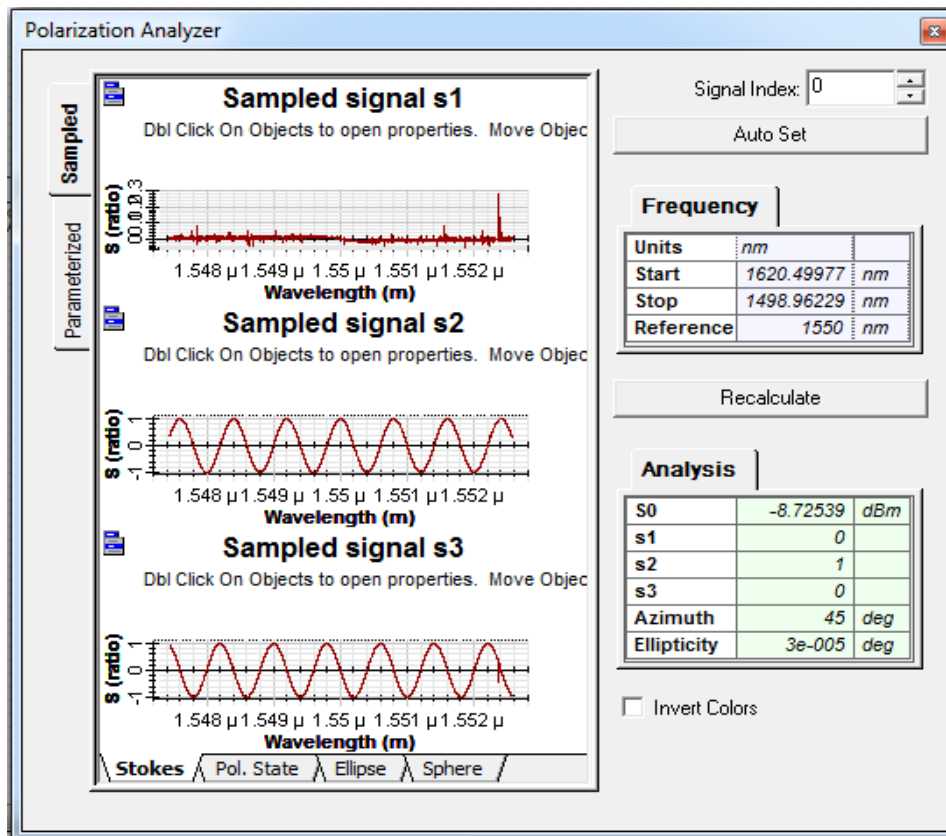 Polarization Analyzer
Sampled
Parameterized
Sampled signal s1
Dbl Click On Objects to open properties.  Move Objec
S (ratio)
1.548 µ 1.549 µ 1.55 µ 1.551 µ 1.552 µ
Wavelength (m)
Sampled signal s2
Dbl Click On Objects to open properties.  Move Objec
S (ratio)
1
0
-1
1.548 µ 1.549 µ 1.55 µ 1.551 µ 1.552 µ
Wavelength (m)
Sampled signal s3
Dbl Click On Objects to open properties.  Move Objec
S (ratio)
1
0
-1
1.548 µ 1.549 µ 1.55 µ 1.551 µ 1.552 µ
Wavelength (m)
Stokes Pol. State Ellipse Sphere
Signal Index: 0
Auto Set
Frequency
Units nm
Start 1620.49977 nm
Stop 1498.96229 nm
Reference 1550 nm
Recalculate
Analysis
S0 -8.72539 dBm
s1 0
s2 1
s3 0
Azimuth 45 deg
Ellipticity 3e-005 deg
Invert Colors